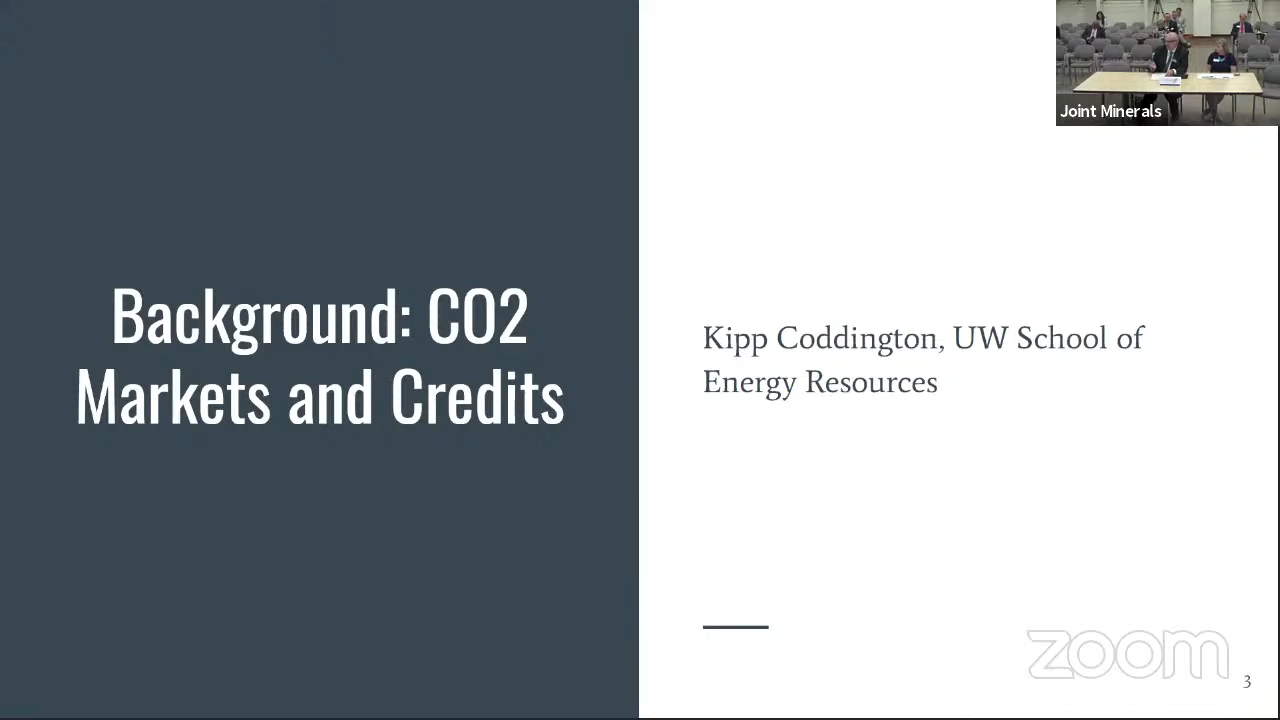 Joint Minerals
Background: CO2
Markets and Credits
Kipp Coddington, UW School of
Energy Resources
zoom
3